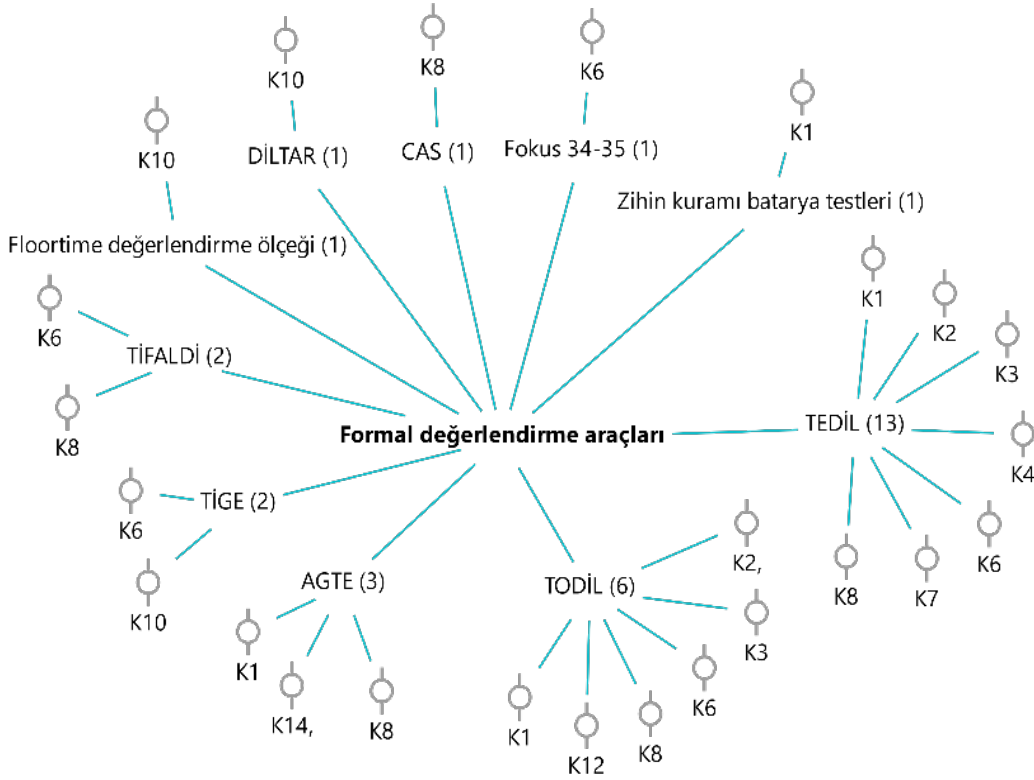 K10
K8
K6
K1
K10
DİLTAR (1)
CAS (1)
Fokus 34-35 (1)
Zihin kuramı batarya testleri (1)
Floortime değerlendirme ölçeği (1)
K6
TİFALDİ (2)
K8
K1
K2
K3
TEDİL (13)
K4
K6
K7
K8
Formal değerlendirme araçları
TİGE (2)
K6
K10
AGTE (3)
K1
K14,
K8
TODİL (6)
K2,
K3
K6
K8
K12
K1